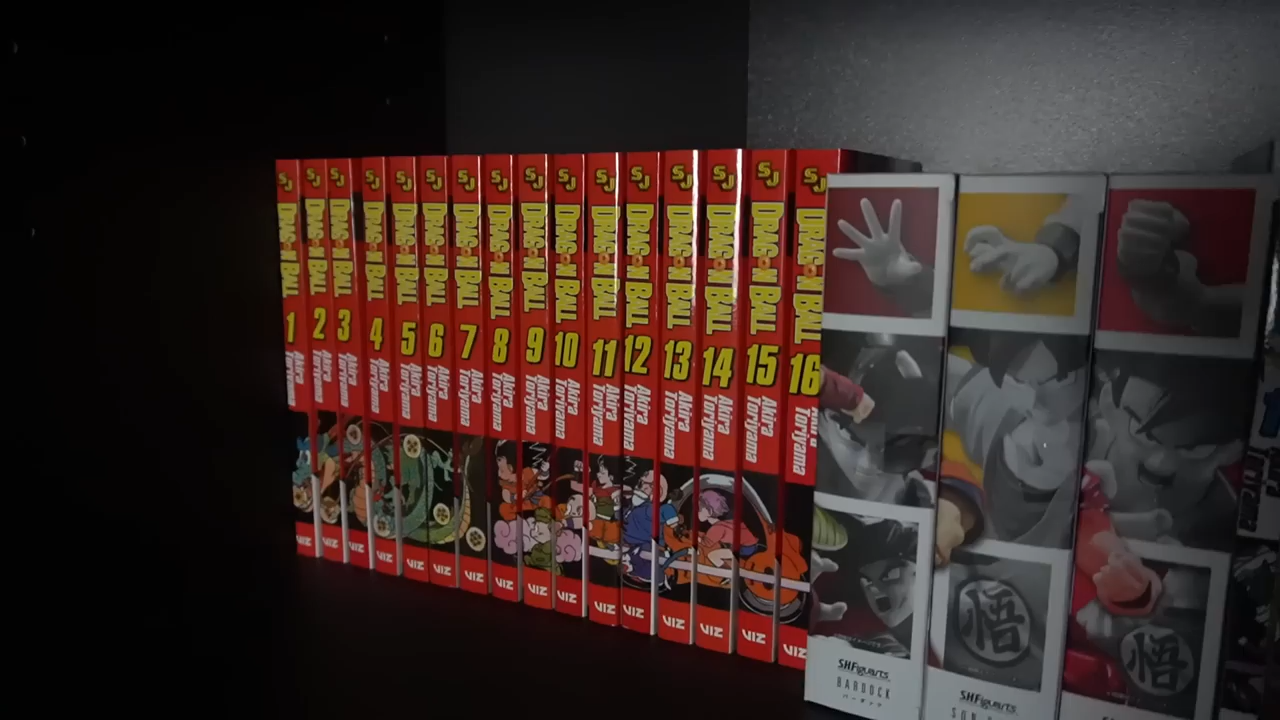 SJ
DRAGON BALL
1
Akira
Toriyama
VIZ
SJ
DRAGON BALL
2
Akira
Toriyama
VIZ
SJ
DRAGON BALL
3
Akira
Toriyama
VIZ
SJ
DRAGON BALL
4
Akira
Toriyama
VIZ
SJ
DRAGON BALL
5
Akira
Toriyama
VIZ
SJ
DRAGON BALL
6
Akira
Toriyama
VIZ
SJ
DRAGON BALL
7
Akira
Toriyama
VIZ
SJ
DRAGON BALL
8
Akira
Toriyama
VIZ
SJ
DRAGON BALL
9
Akira
Toriyama
VIZ
SJ
DRAGON BALL
10
Akira
Toriyama
VIZ
SJ
DRAGON BALL
11
Akira
Toriyama
VIZ
SJ
DRAGON BALL
12
Akira
Toriyama
VIZ
SJ
DRAGON BALL
13
Akira
Toriyama
VIZ
SJ
DRAGON BALL
14
Akira
Toriyama
VIZ
SJ
DRAGON BALL
15
Akira
Toriyama
VIZ
SJ
DRAGON BALL
16
Toriyama
VIZ
S.H.Figuarts
BARDOCK
バーダック
悟
S.H.Figuarts
SON
悟